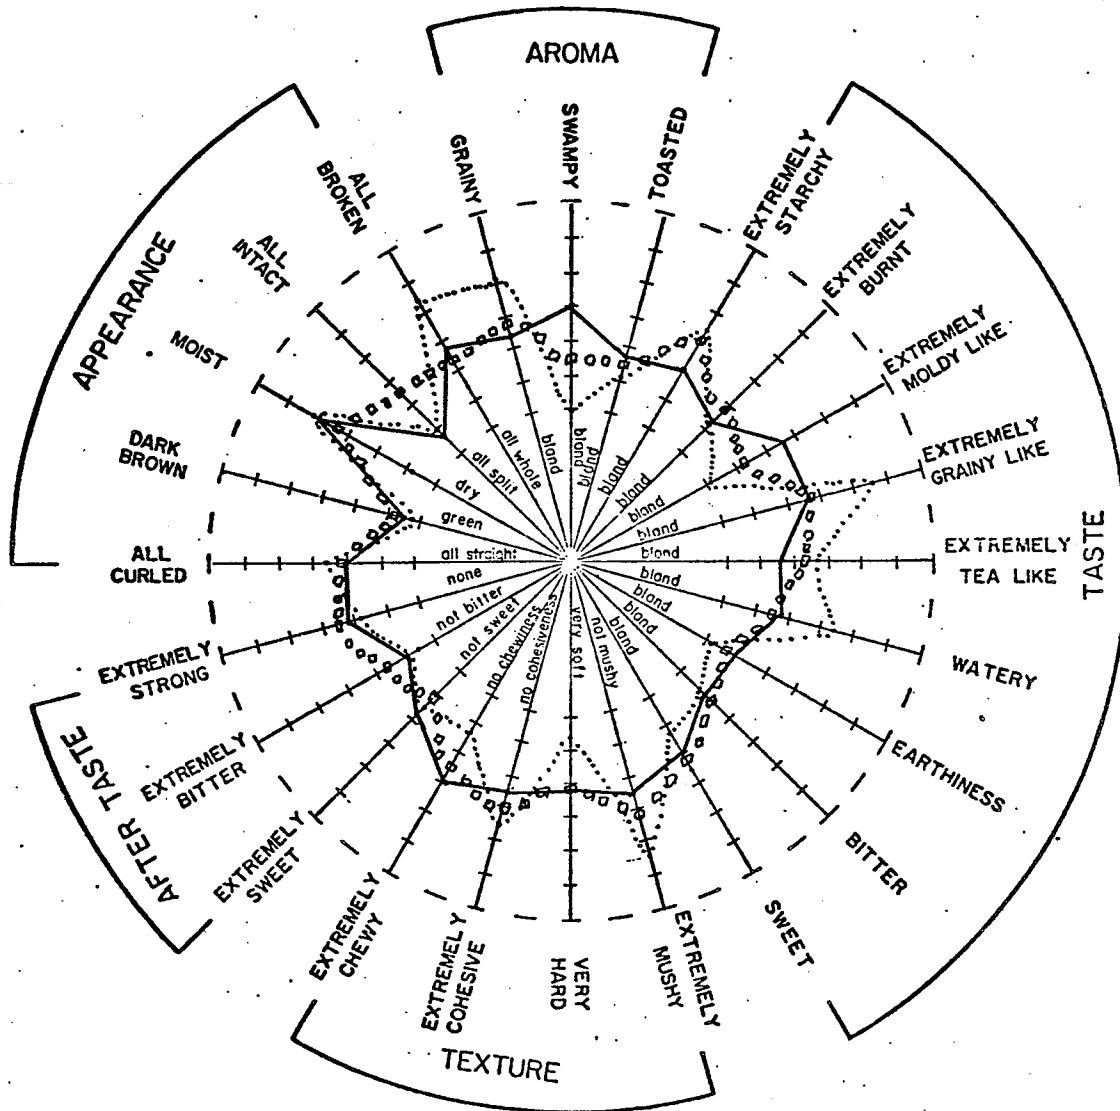 AROMA
SWAMPY
TOASTED
EXTREMELY
STARCHY
EXTREMELY
BURNT
EXTREMELY
MOLDY LIKE
EXTREMELY
GRAINY LIKE
EXTREMELY
TEA LIKE
WATERY
EARTHINESS
BITTER
SWEET
TASTE
EXTREMELY
MUSHY
VERY
HARD
EXTREMELY
COHESIVE
EXTREMELY
CHEWY
TEXTURE
EXTREMELY
SWEET
EXTREMELY
BITTER
EXTREMELY
STRONG
AFTER TASTE
ALL
CURLED
DARK
BROWN
MOIST
ALL
INTACT
ALL
BROKEN
APPEARANCE
GRAINY
bland
bland
bland
bland
bland
bland
bland
bland
bland
bland
bland
not mushy
very soft
no cohesiveness
no chewiness
not sweet
not bitter
none
all straight
green
dry
all split
all whole
bland